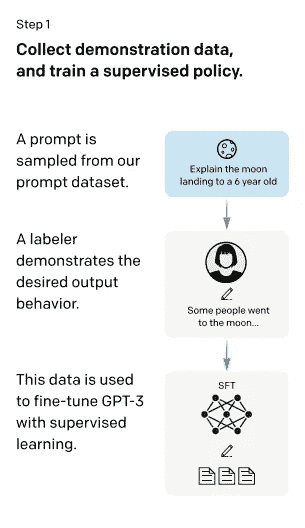 Step 1
Collect demonstration data,
and train a supervised policy.
A prompt is
sampled from our
prompt dataset.
Explain the moon
landing to a 6 year old
A labeler
demonstrates the
desired output
behavior.
Some people went
to the moon...
This data is used
to fine-tune GPT-3
with supervised
learning.
SFT